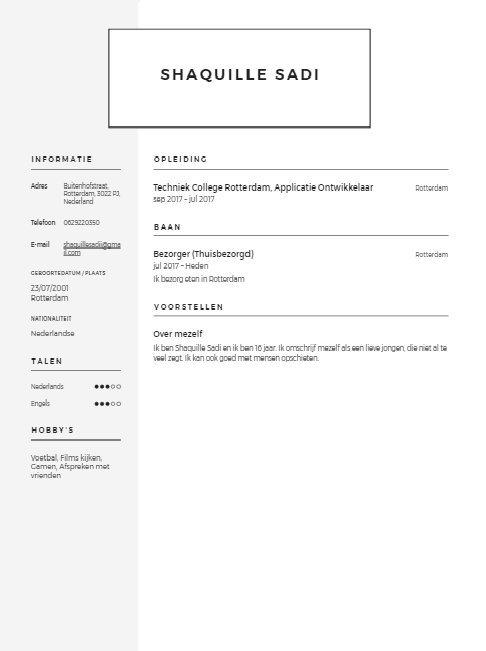 SHAQUILLE SADI
INFORMATIE
Adres Buitenhofstraat,
Rotterdam, 3022 PJ,
Nederland
Telefoon 0629220350
E-mail shaquillesadi@gma
il.com
GEBOORTEDATUM / PLAATS
23/07/2001
Rotterdam
NATIONALITEIT
Nederlandse
TALEN
Nederlands
Engels
HOBBY'S
Voetbal, Films kijken,
Gamen, Afspreken met
vrienden
OPLEIDING
Techniek College Rotterdam, Applicatie Ontwikkelaar Rotterdam
sep 2017 - jul 2017
BAAN
Bezorger (Thuisbezorgd) Rotterdam
jul 2017 - Heden
Ik bezorg eten in Rotterdam
VOORSTELLEN
Over mezelf
Ik ben Shaquille Sadi en ik ben 16 jaar. Ik omschrijf mezelf als een lieve jongen, die niet al te
veel zegt. Ik kan ook goed met mensen opschieten.